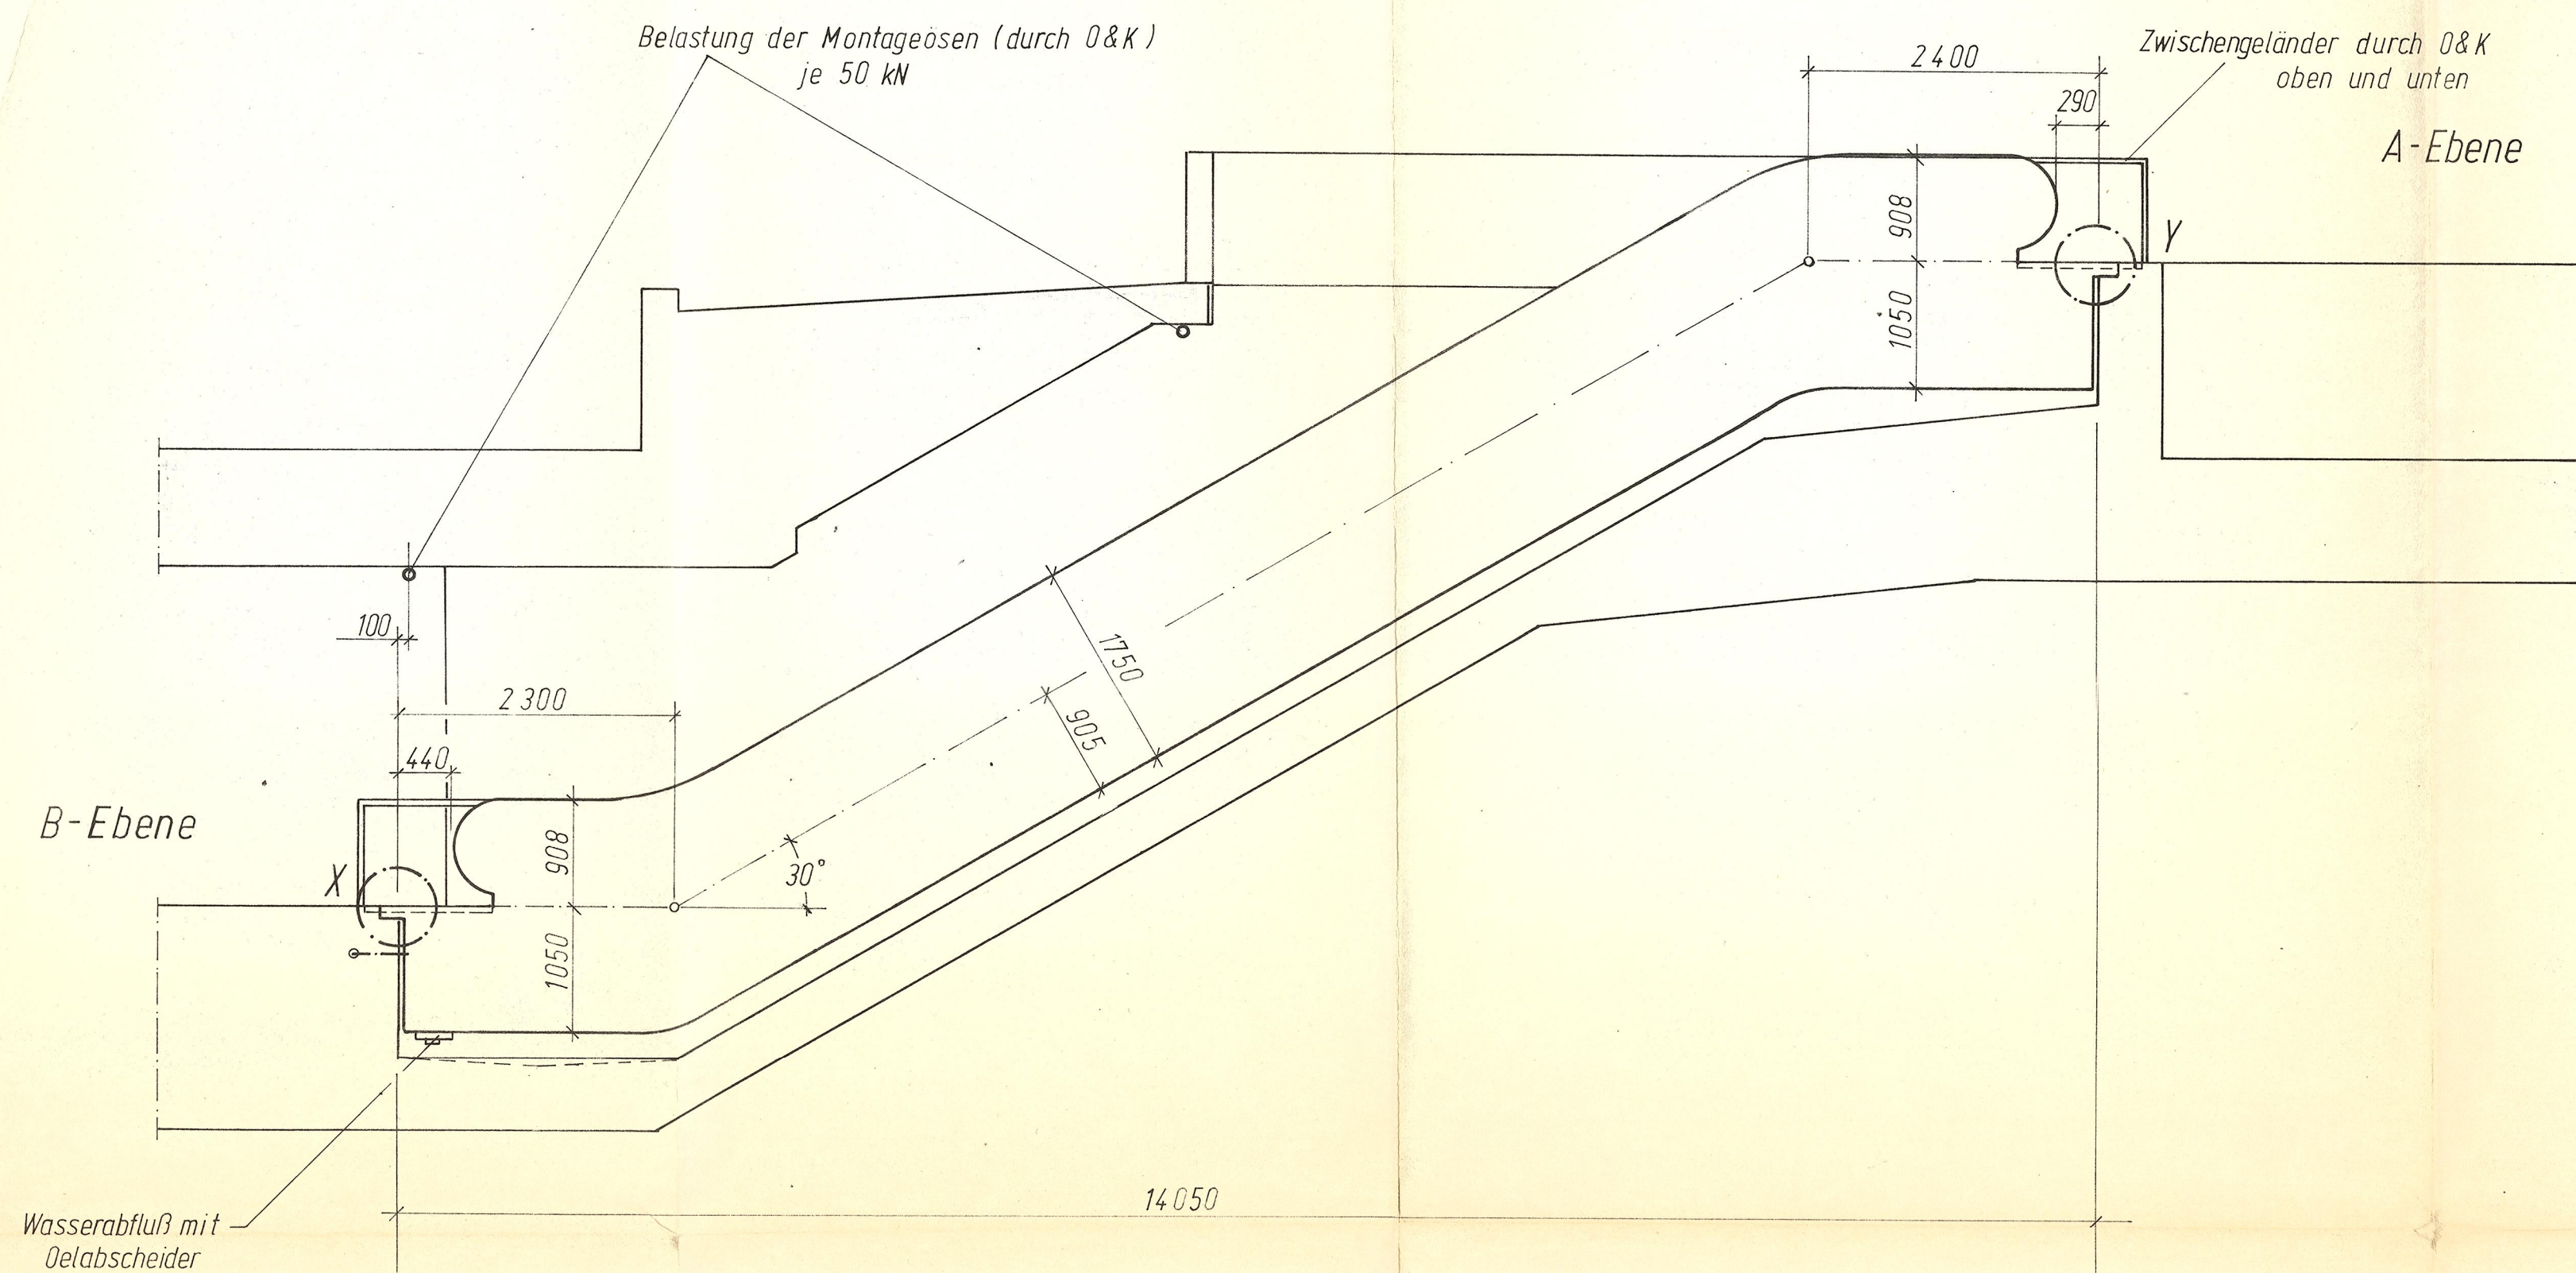 Belastung der Montageösen (durch O&K)
je 50 kN
2400
Zwischengeländer durch O&K
oben und unten
290
A-Ebene
908
Y
1050
100
1750
2300
905
440
B-Ebene
908
30°
X
1050
14050
Wasserabfluß mit
Oelabscheider